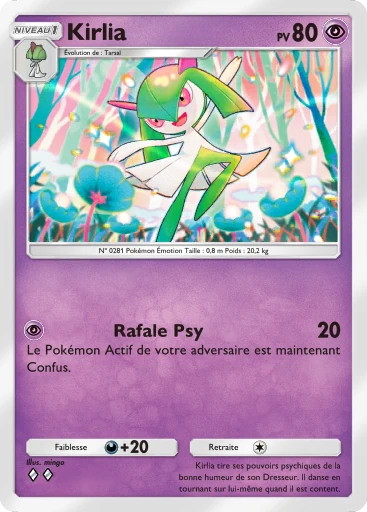 NIVEAU 1
Kirlia
PV 80
Évolution de : Tarsal
N° 0281 Pokémon Émotion Taille : 0,8 m Poids : 20,2 kg
Rafale Psy 20
Le Pokémon Actif de votre adversaire est maintenant
Confus.
Faiblesse +20
Retraite
Illus. mingo
Kirlia tire ses pouvoirs psychiques de la
bonne humeur de son Dresseur. Il danse en
tournant sur lui-même quand il est content.